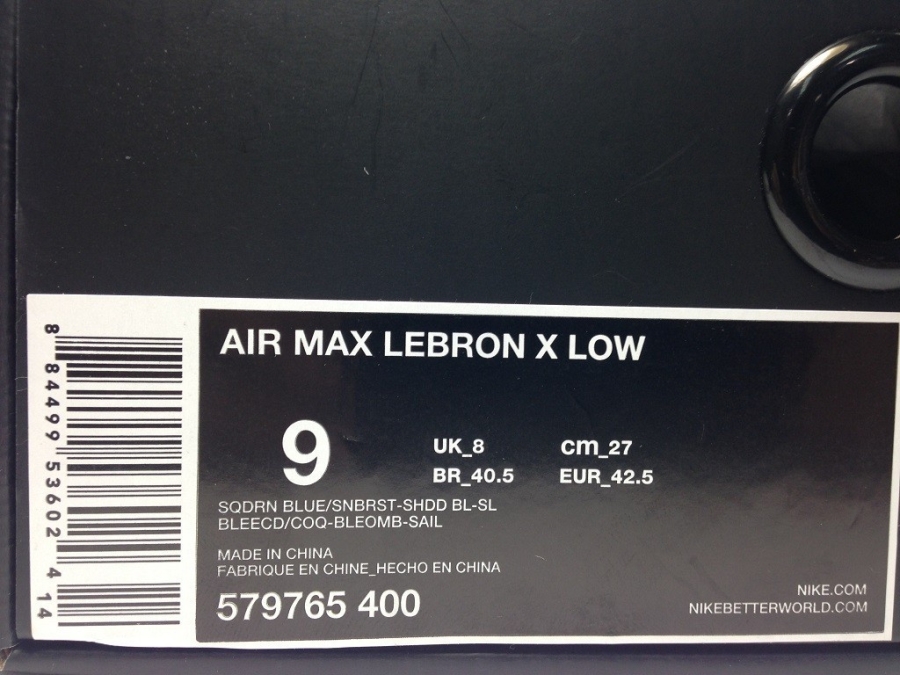 AIR MAX LEBRON X LOW
9
UK_8 cm_27
BR_40.5 EUR_42.5
SQDRN BLUE/SNBRST-SHDD BL-SL
BLEECD/COQ-BLEOMB-SAIL
MADE IN CHINA
FABRIQUE EN CHINE_HECHO EN CHINA
579765 400
NIKE.COM
NIKEBETTERWORLD.COM
8 84499 53602 4 14